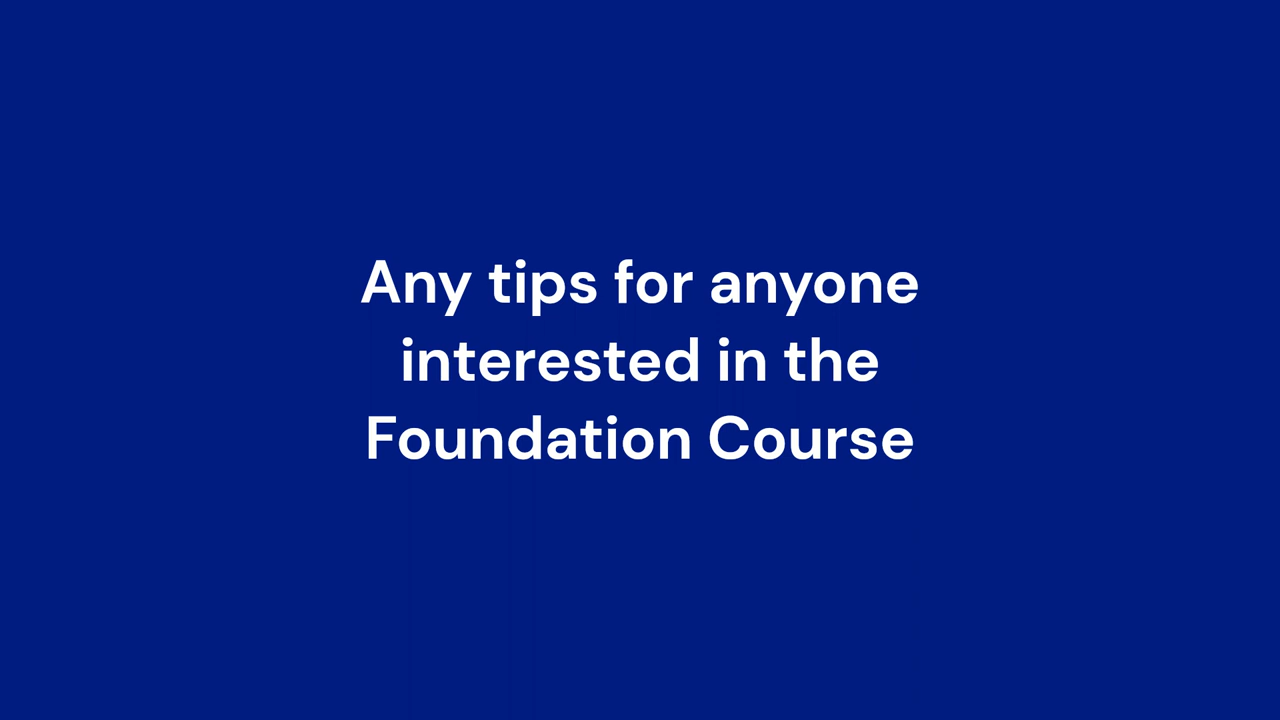 Any tips for anyone
interested in the
Foundation Course